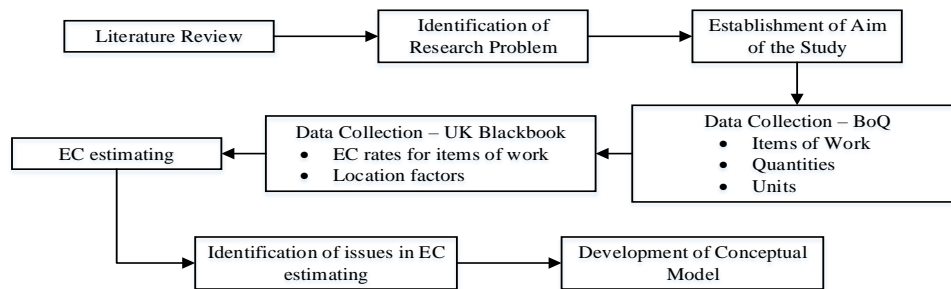 Literature Review
Identification of
Research Problem
Establishment of Aim
of the Study
Data Collection – BoQ
• Items of Work
• Quantities
• Units
Data Collection – UK Blackbook
• EC rates for items of work
• Location factors
EC estimating
Identification of issues in EC
estimating
Development of Conceptual
Model